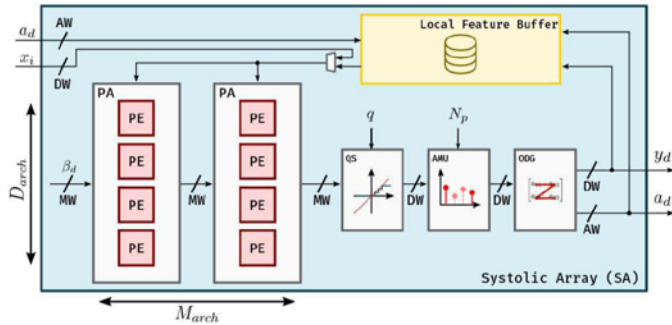 a_d
AW
Local Feature Buffer
x_i
DW
PA
PA
PE
PE
PE
PE
PE
PE
PE
PE
D_arch
β_d
MW
MW
MW
q
QS
DW
N_p
AMU
DW
ODG
DW
y_d
AW
a_d
Systolic Array (SA)
M_arch